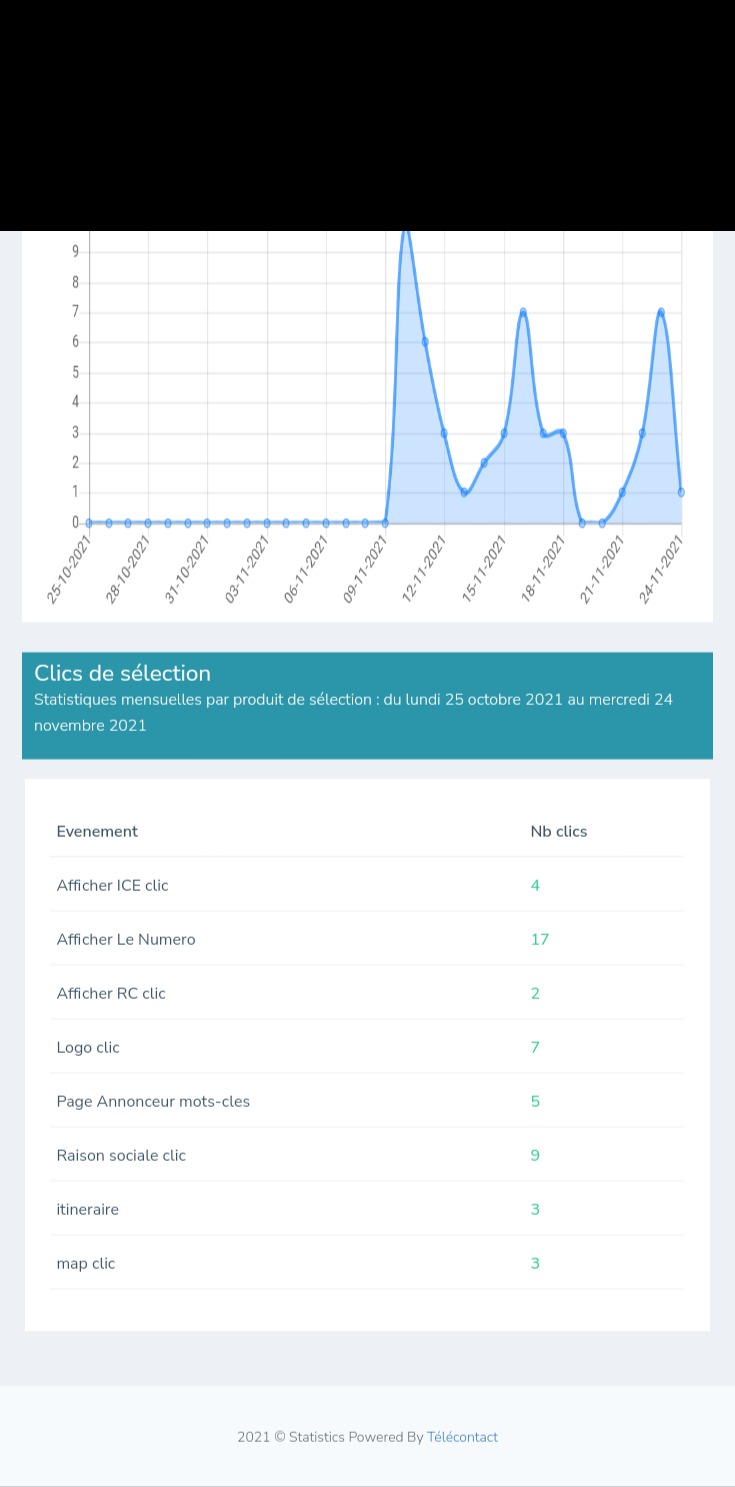 9
8
7
6
5
4
3
2
1
0
25-10-2021
28-10-2021
31-10-2021
03-11-2021
06-11-2021
09-11-2021
12-11-2021
15-11-2021
18-11-2021
21-11-2021
24-11-2021
Clics de sélection
Statistiques mensuelles par produit de sélection : du lundi 25 octobre 2021 au mercredi 24
novembre 2021
Evenement Nb clics
Afficher ICE clic 4
Afficher Le Numero 17
Afficher RC clic 2
Logo clic 7
Page Annonceur mots-cles 5
Raison sociale clic 9
itineraire 3
map clic 3
2021 © Statistics Powered By Télécontact